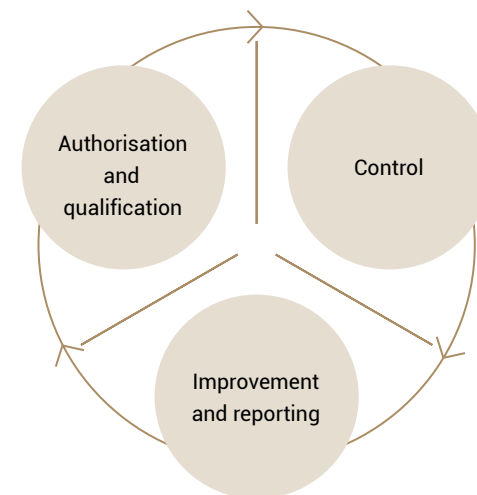 Authorisation
and
qualification
Control
Improvement
and reporting